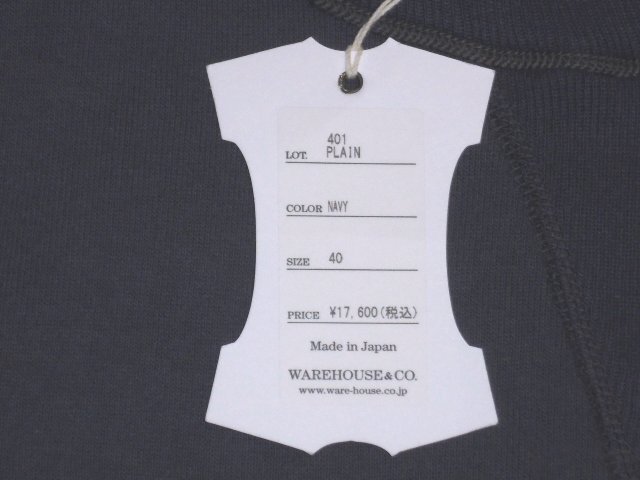 401
LOT. PLAIN
COLOR NAVY
SIZE 40
PRICE ¥17,600(税込)
Made in Japan
WAREHOUSE & CO.
www.ware-house.co.jp